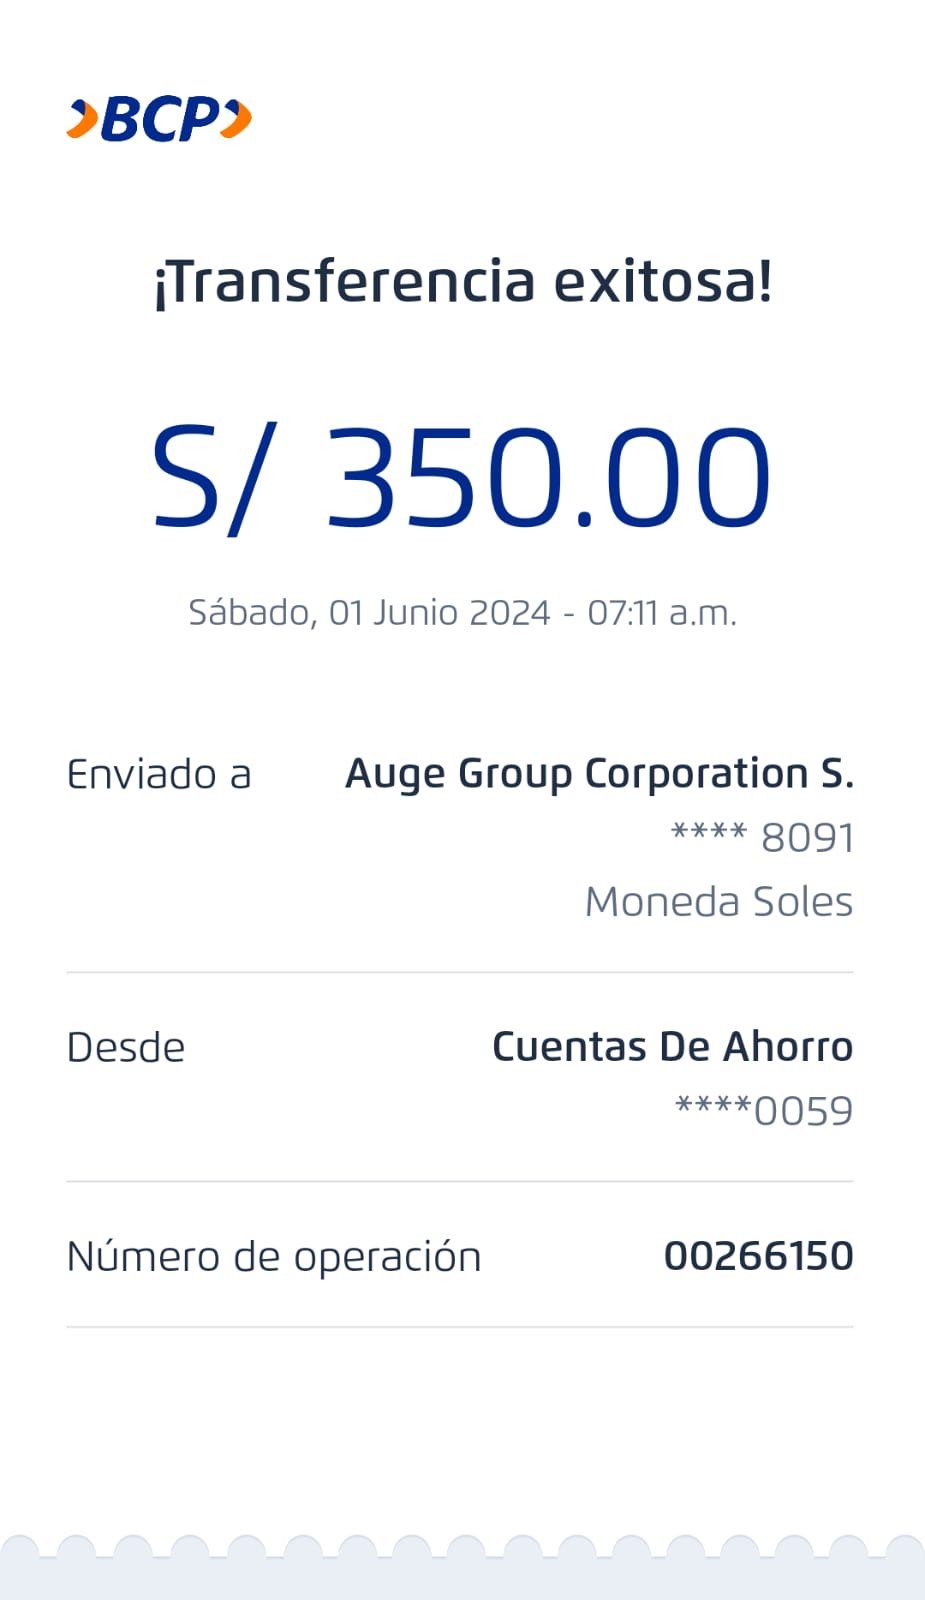 BCP
¡Transferencia exitosa!
S/ 350.00
Sábado, 01 Junio 2024 - 07:11 a.m.
Enviado a Auge Group Corporation S.
**** 8091
Moneda Soles
Desde Cuentas De Ahorro
****0059
Número de operación 00266150